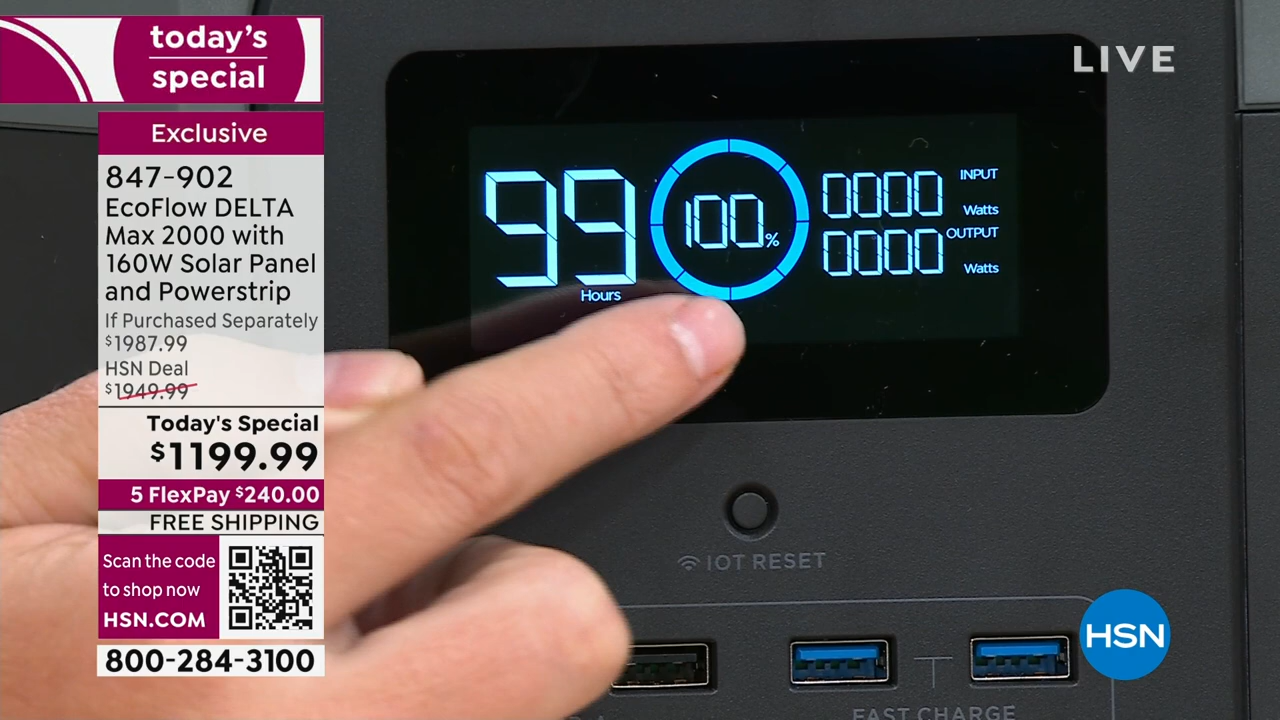 today's
special
LIVE
Exclusive
847-902
EcoFlow DELTA
Max 2000 with
160W Solar Panel
and Powerstrip
If Purchased Separately
$1987.99
HSN Deal
$1949.99
Today's Special
$1199.99
5 FlexPay $240.00
FREE SHIPPING
Scan the code
to shop now
HSN.COM
800-284-3100
99
Hours
100%
0000 INPUT
Watts
0000 OUTPUT
Watts
IOT RESET
FAST CHARGE
HSN